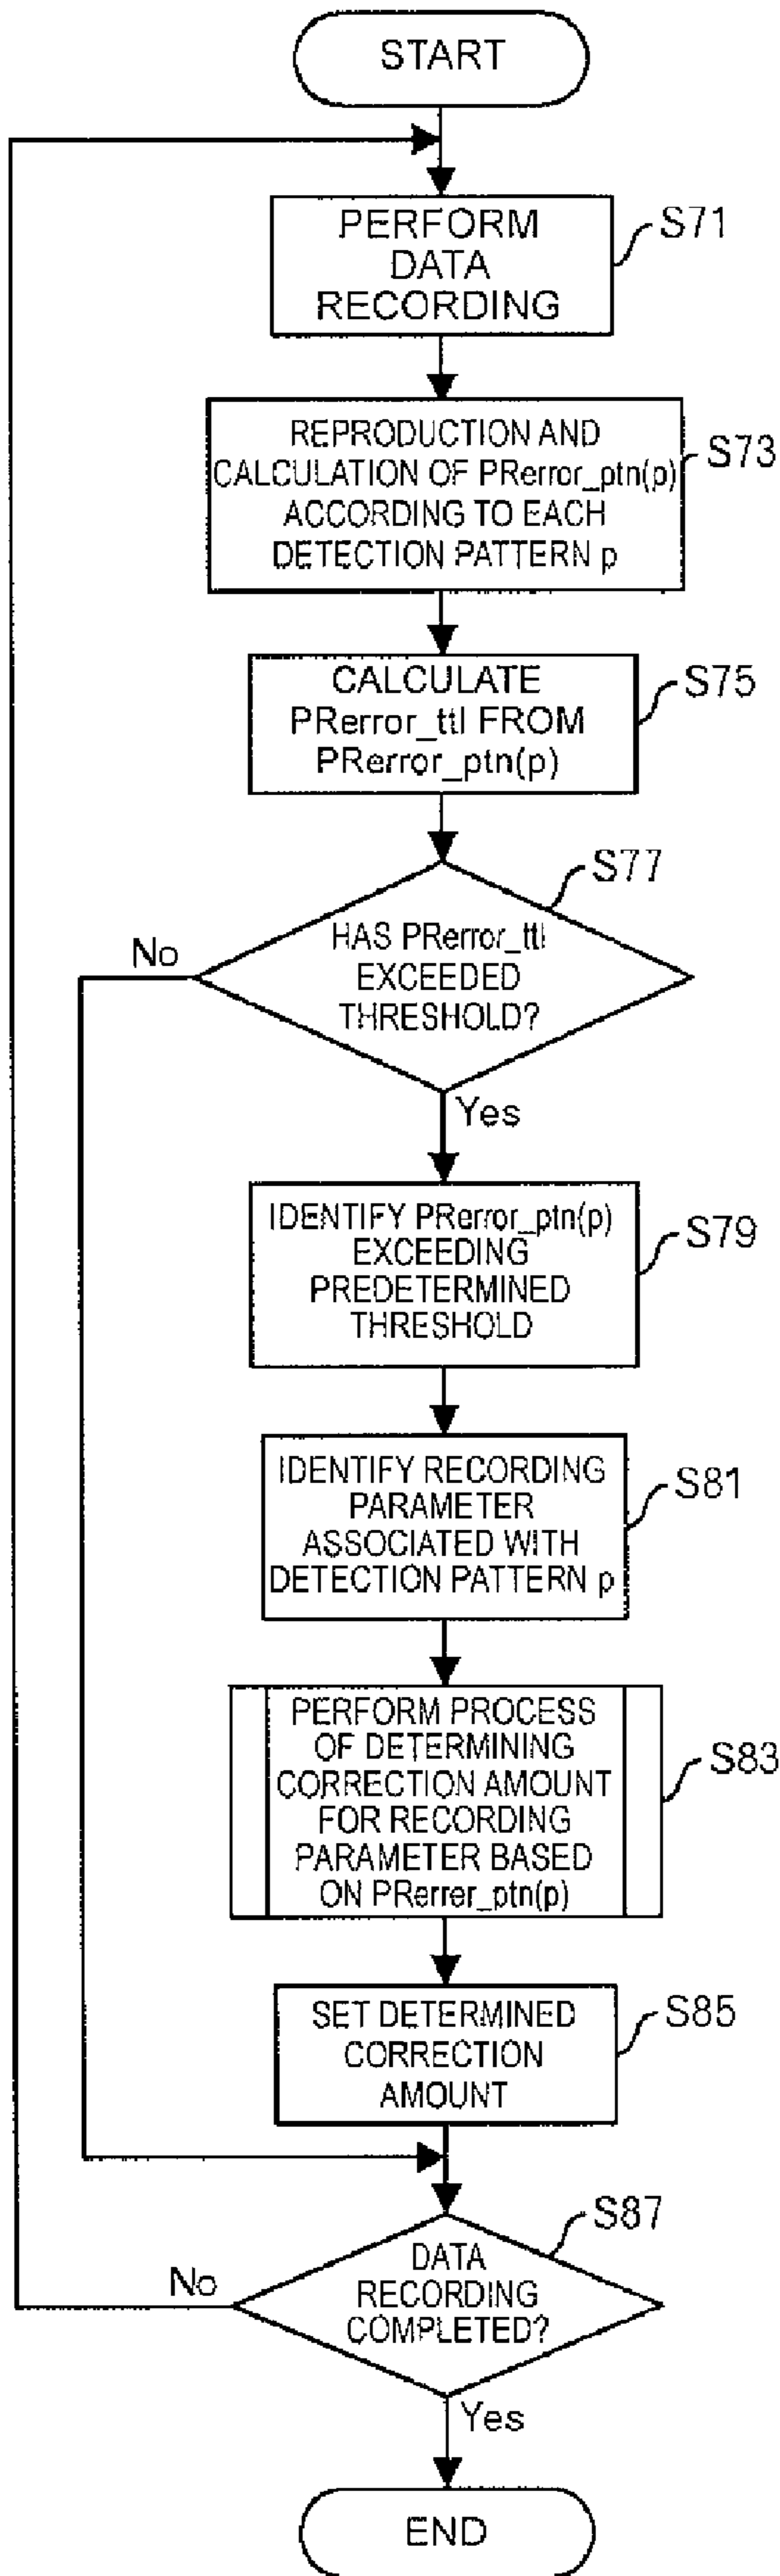 START
PERFORM
DATA
RECORDING
S71
REPRODUCTION AND
CALCULATION OF PRerror_ptn(p)
ACCORDING TO EACH
DETECTION PATTERN p
S73
CALCULATE
PRerror_ttl FROM
PRerror_ptn(p)
S75
HAS PRerror_ttl
EXCEEDED
THRESHOLD?
S77
No
Yes
IDENTIFY PRerror_ptn(p)
EXCEEDING
PREDETERMINED
THRESHOLD
S79
IDENTIFY RECORDING
PARAMETER
ASSOCIATED WITH
DETECTION PATTERN p
S81
PERFORM PROCESS
OF DETERMINING
CORRECTION AMOUNT
FOR RECORDING
PARAMETER BASED
ON PRerrer_ptn(p)
S83
SET DETERMINED
CORRECTION
AMOUNT
S85
DATA
RECORDING
COMPLETED?
S87
No
Yes
END